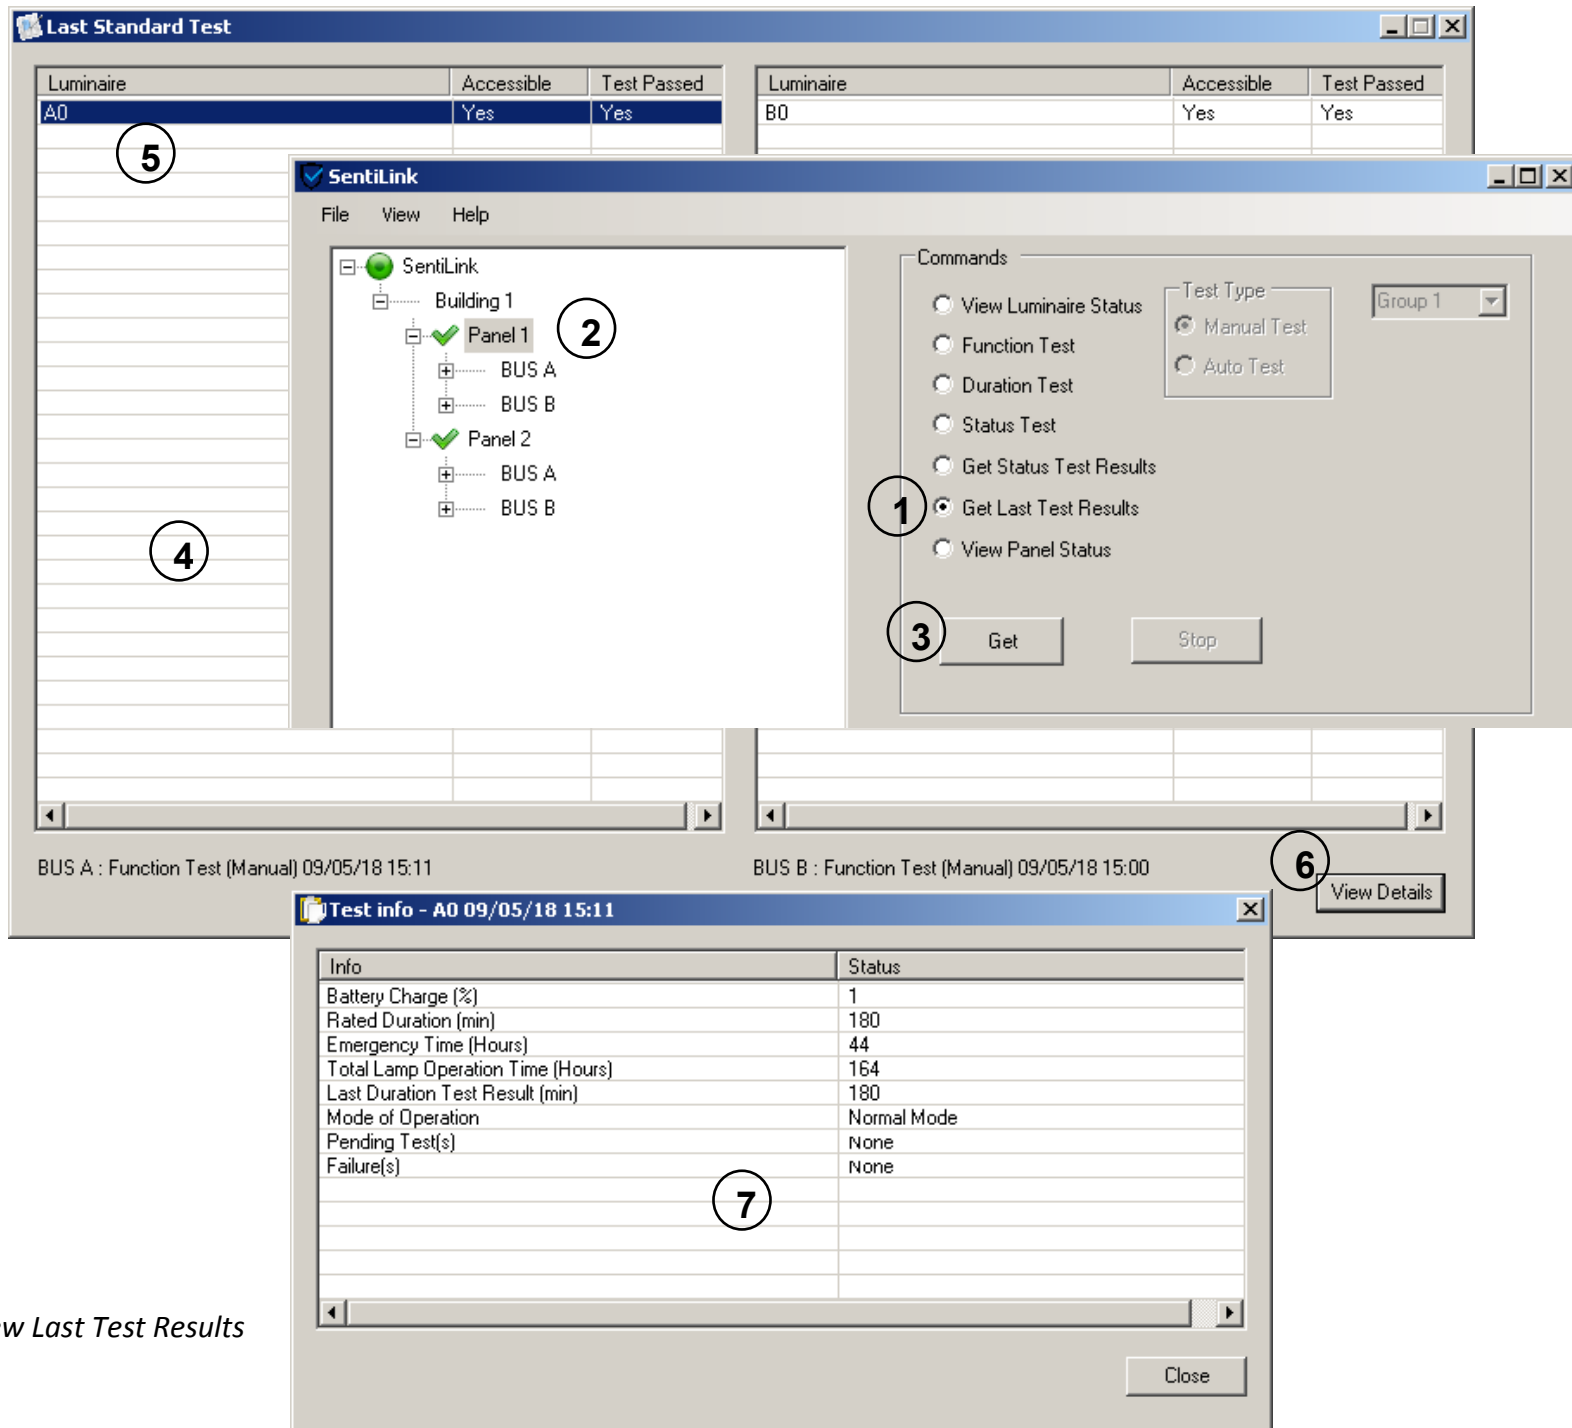 Last Standard Test
Luminaire Accessible Test Passed Luminaire Accessible Test Passed
A0 Yes Yes B0 Yes Yes
5
SentiLink
File View Help
SentiLink
Building 1
Panel 1
2
BUS A
BUS B
Panel 2
BUS A
BUS B
4
Commands
View Luminaire Status
Function Test
Duration Test
Status Test
Get Status Test Results
1 Get Last Test Results
View Panel Status
Test Type
Manual Test
Auto Test
Group 1
3 Get Stop
BUS A : Function Test (Manual) 09/05/18 15:11
BUS B : Function Test (Manual) 09/05/18 15:00
6
View Details
Test info - A0 09/05/18 15:11
Info Status
Battery Charge (%) 1
Rated Duration (min) 180
Emergency Time (Hours) 44
Total Lamp Operation Time (Hours) 164
Last Duration Test Result (min) 180
Mode of Operation Normal Mode
Pending Test(s) None
Failure(s) None
7
Close
ew Last Test Results